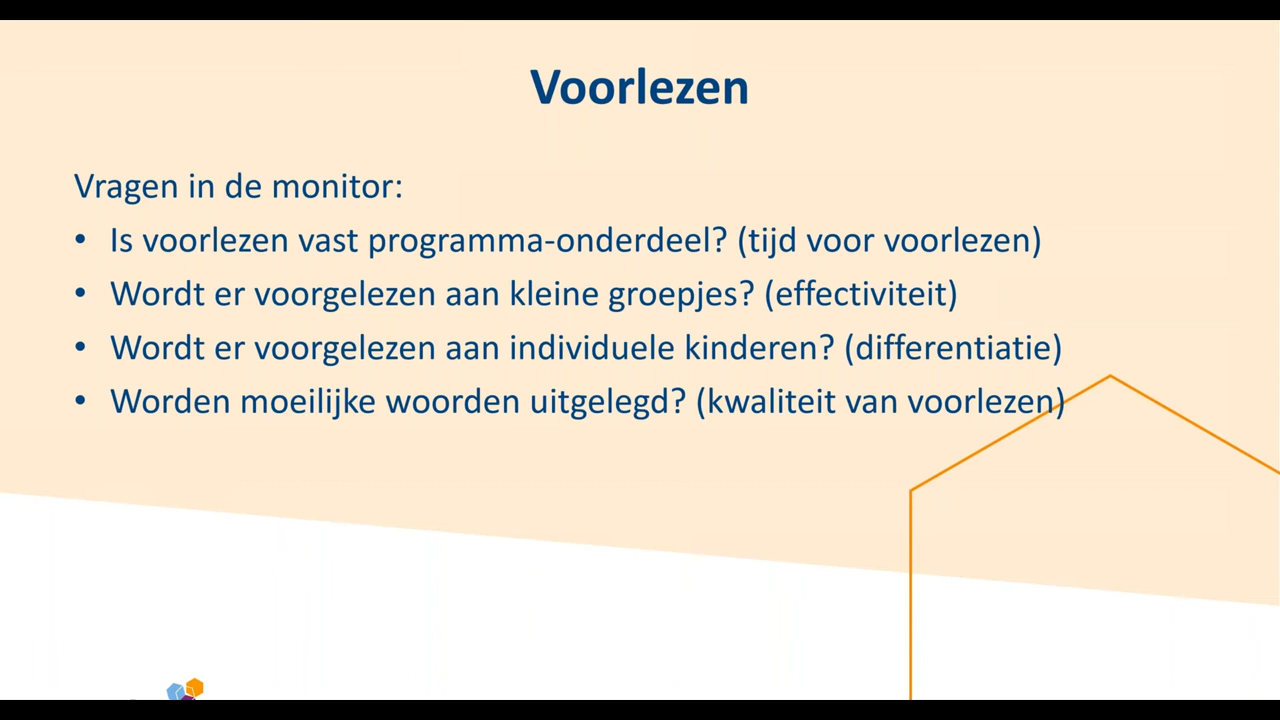 Voorlezen
Vragen in de monitor:
• Is voorlezen vast programma-onderdeel? (tijd voor voorlezen)
• Wordt er voorgelezen aan kleine groepjes? (effectiviteit)
• Wordt er voorgelezen aan individuele kinderen? (differentiatie)
• Worden moeilijke woorden uitgelegd? (kwaliteit van voorlezen)